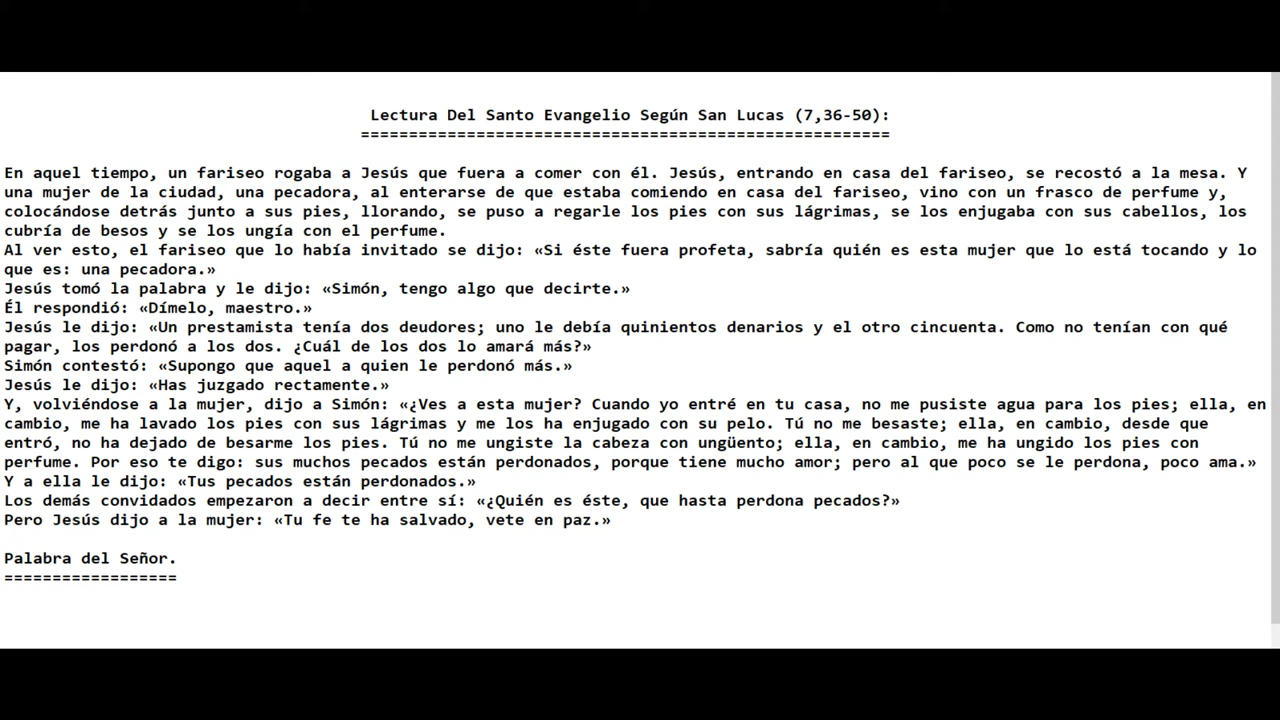 Lectura Del Santo Evangelio Según San Lucas (7,36-50):
=======================================================
En aquel tiempo, un fariseo rogaba a Jesús que fuera a comer con él. Jesús, entrando en casa del fariseo, se recostó a la mesa. Y
una mujer de la ciudad, una pecadora, al enterarse de que estaba comiendo en casa del fariseo, vino con un frasco de perfume y,
colocándose detrás junto a sus pies, llorando, se puso a regarle los pies con sus lágrimas, se los enjugaba con sus cabellos, los
cubría de besos y se los ungía con el perfume.
Al ver esto, el fariseo que lo había invitado se dijo: «Si éste fuera profeta, sabría quién es esta mujer que lo está tocando y lo
que es: una pecadora.»
Jesús tomó la palabra y le dijo: «Simón, tengo algo que decirte.»
Él respondió: «Dímelo, maestro.»
Jesús le dijo: «Un prestamista tenía dos deudores; uno le debía quinientos denarios y el otro cincuenta. Como no tenían con qué
pagar, los perdonó a los dos. ¿Cuál de los dos lo amará más?»
Simón contestó: «Supongo que aquel a quien le perdonó más.»
Jesús le dijo: «Has juzgado rectamente.»
Y, volviéndose a la mujer, dijo a Simón: «¿Ves a esta mujer? Cuando yo entré en tu casa, no me pusiste agua para los pies; ella, en
cambio, me ha lavado los pies con sus lágrimas y me los ha enjugado con su pelo. Tú no me besaste; ella, en cambio, desde que
entró, no ha dejado de besarme los pies. Tú no me ungiste la cabeza con ungüento; ella, en cambio, me ha ungido los pies con
perfume. Por eso te digo: sus muchos pecados están perdonados, porque tiene mucho amor; pero al que poco se le perdona, poco ama.»
Y a ella le dijo: «Tus pecados están perdonados.»
Los demás convidados empezaron a decir entre sí: «¿Quién es éste, que hasta perdona pecados?»
Pero Jesús dijo a la mujer: «Tu fe te ha salvado, vete en paz.»
Palabra del Señor.
==================